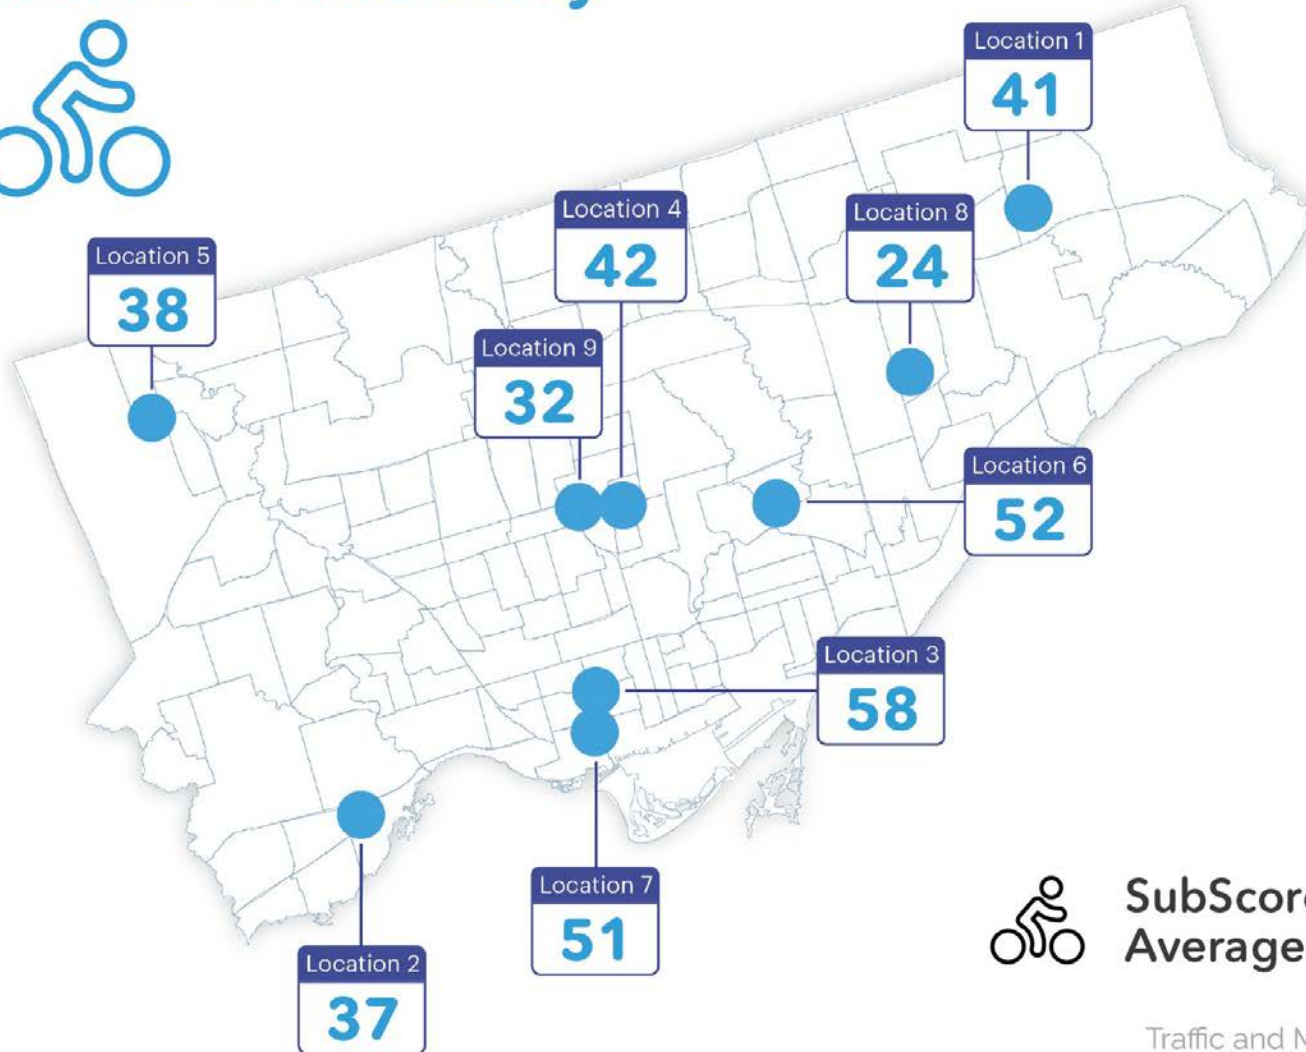 Location 1
41
Location 4
42
Location 8
24
Location 5
38
Location 9
32
Location 6
52
Location 3
58
Location 7
51
Location 2
37
SubScore
Average
Traffic and